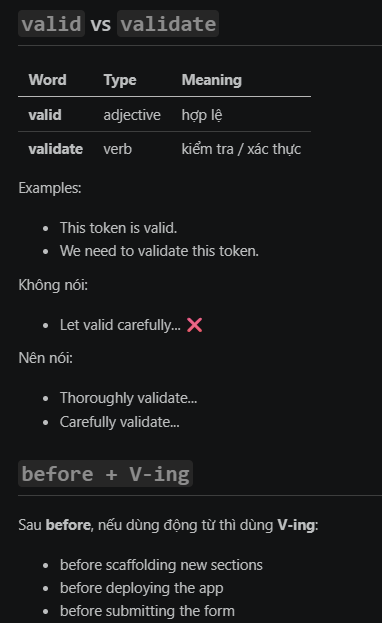 valid vs validate
Word Type Meaning
valid adjective hợp lệ
validate verb kiểm tra / xác thực
Examples:
• This token is valid.
• We need to validate this token.
Không nói:
• Let valid carefully... ❌
Nên nói:
• Thoroughly validate...
• Carefully validate...
before + V-ing
Sau before, nếu dùng động từ thì dùng V-ing:
• before scaffolding new sections
• before deploying the app
• before submitting the form